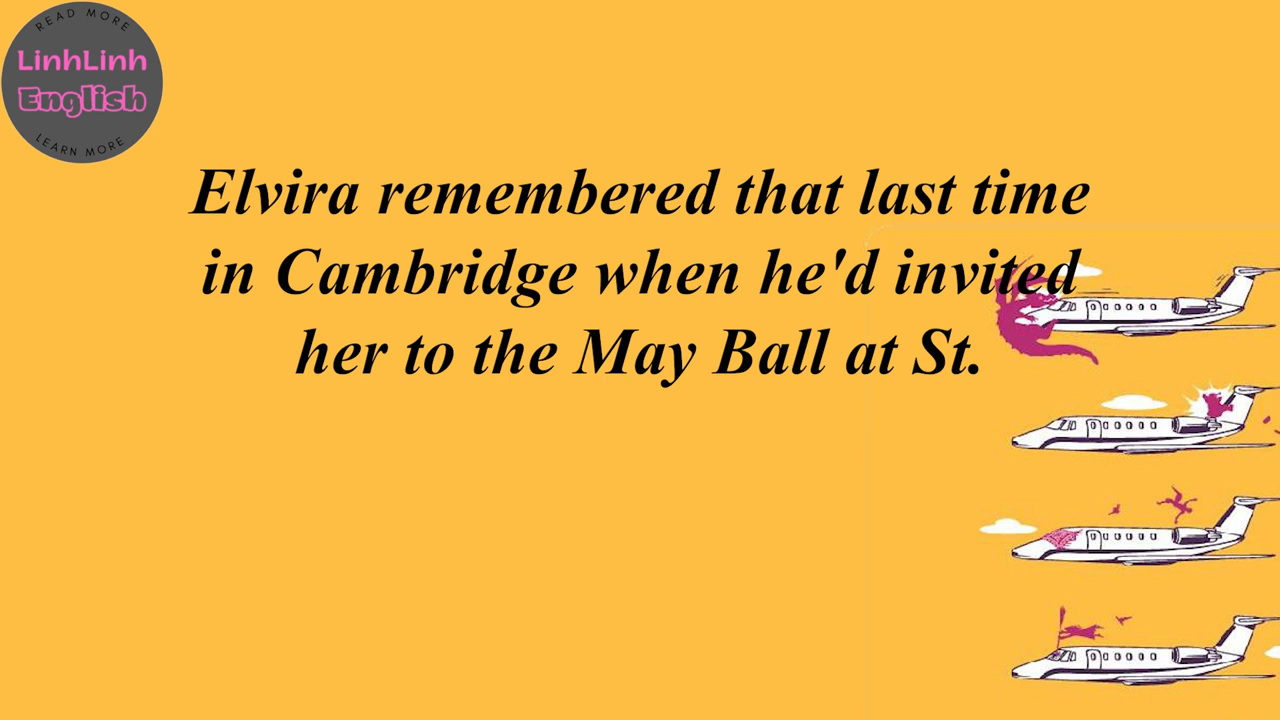 READ MORE
LinhLinh
English
LEARN MORE
Elvira remembered that last time
in Cambridge when he'd invited
her to the May Ball at St.